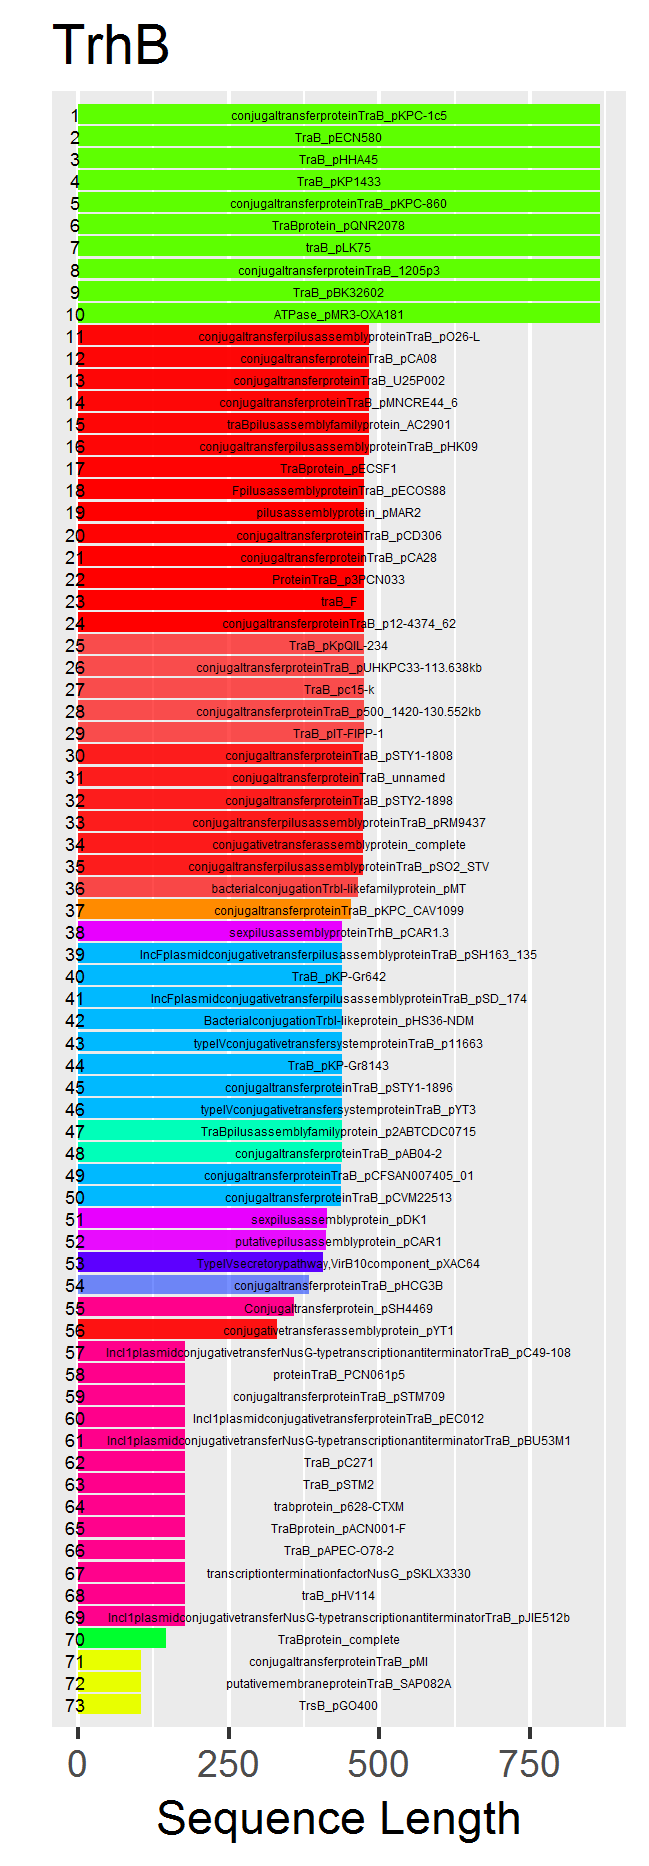 TrhB
1 conjugaltransferproteinTraB_pKPC-1c5
2 TraB_pECN580
3 TraB_pHHA45
4 TraB_pKP1433
5 conjugaltransferproteinTraB_pKPC-860
6 TraBprotein_pQNR2078
7 traB_pLK75
8 conjugaltransferproteinTraB_1205p3
9 TraB_pBK32602
10 ATPase_pMR3-OXA181
11 conjugaltransferpilusassemblyproteinTraB_pO26-L
12 conjugaltransferproteinTraB_pCA08
13 conjugaltransferproteinTraB_U25P002
14 conjugaltransferproteinTraB_pMNCRE44_6
15 traBpilusassemblyfamilyprotein_AC2901
16 conjugaltransferpilusassemblyproteinTraB_pHK09
17 TraBprotein_pECSF1
18 FpilusassemblyproteinTraB_pECOS88
19 pilusassemblyprotein_pMAR2
20 conjugaltransferproteinTraB_pCD306
21 conjugaltransferproteinTraB_pCA28
22 ProteinTraB_p3PCN033
23 traB_F
24 conjugaltransferproteinTraB_p12-4374_62
25 TraB_pKpQIL-234
26 conjugaltransferproteinTraB_pUHKPC33-113.638kb
27 TraB_pc15-k
28 conjugaltransferproteinTraB_p500_1420-130.552kb
29 TraB_pIT-FIPP-1
30 conjugaltransferproteinTraB_pSTY1-1808
31 conjugaltransferproteinTraB_unnamed
32 conjugaltransferproteinTraB_pSTY2-1898
33 conjugaltransferpilusassemblyproteinTraB_pRM9437
34 conjugativetransferassemblyprotein_complete
35 conjugaltransferpilusassemblyproteinTraB_pSO2_STV
36 bacterialconjugationTrbI-likefamilyprotein_pMT
37 conjugaltransferproteinTraB_pKPC_CAV1099
38 sexpilusassemblyproteinTrhB_pCAR1.3
39 IncFplasmidconjugativetransferpilusassemblyproteinTraB_pSH163_135
40 TraB_pKP-Gr642
41 IncFplasmidconjugativetransferpilusassemblyproteinTraB_pSD_174
42 BacterialconjugationTrbI-likeprotein_pHS36-NDM
43 typeIVconjugativetransfersystemproteinTraB_p11663
44 TraB_pKP-Gr8143
45 conjugaltransferproteinTraB_pSTY1-1896
46 typeIVconjugativetransfersystemproteinTraB_pYT3
47 TraBpilusassemblyfamilyprotein_p2ABTCDC0715
48 conjugaltransferproteinTraB_pAB04-2
49 conjugaltransferproteinTraB_pCFSAN007405_01
50 conjugaltransferproteinTraB_pCVM22513
51 sexpilusassemblyprotein_pDK1
52 putativepilusassemblyprotein_pCAR1
53 TypeIVsecretorypathway,VirB10component_pXAC64
54 conjugaltransferproteinTraB_pHCG3B
55 Conjugaltransferprotein_pSH4469
56 conjugativetransferassemblyprotein_pYT1
57 IncI1plasmidconjugativetransferNusG-typetranscriptionantiterminatorTraB_pC49-108
58 proteinTraB_PCN061p5
59 conjugaltransferproteinTraB_pSTM709
60 IncI1plasmidconjugativetransferproteinTraB_pEC012
61 IncI1plasmidconjugativetransferNusG-typetranscriptionantiterminatorTraB_pBU53M1
62 TraB_pC271
63 TraB_pSTM2
64 trabprotein_p628-CTXM
65 TraBprotein_pACN001-F
66 TraB_pAPEC-O78-2
67 transcriptionterminationfactorNusG_pSKLX3330
68 traB_pHV114
69 IncI1plasmidconjugativetransferNusG-typetranscriptionantiterminatorTraB_pJIE512b
70 TraBprotein_complete
71 conjugaltransferproteinTraB_pMI
72 putativemembraneproteinTraB_SAP082A
73 TrsB_pGO400
0 250 500 750
Sequence Length